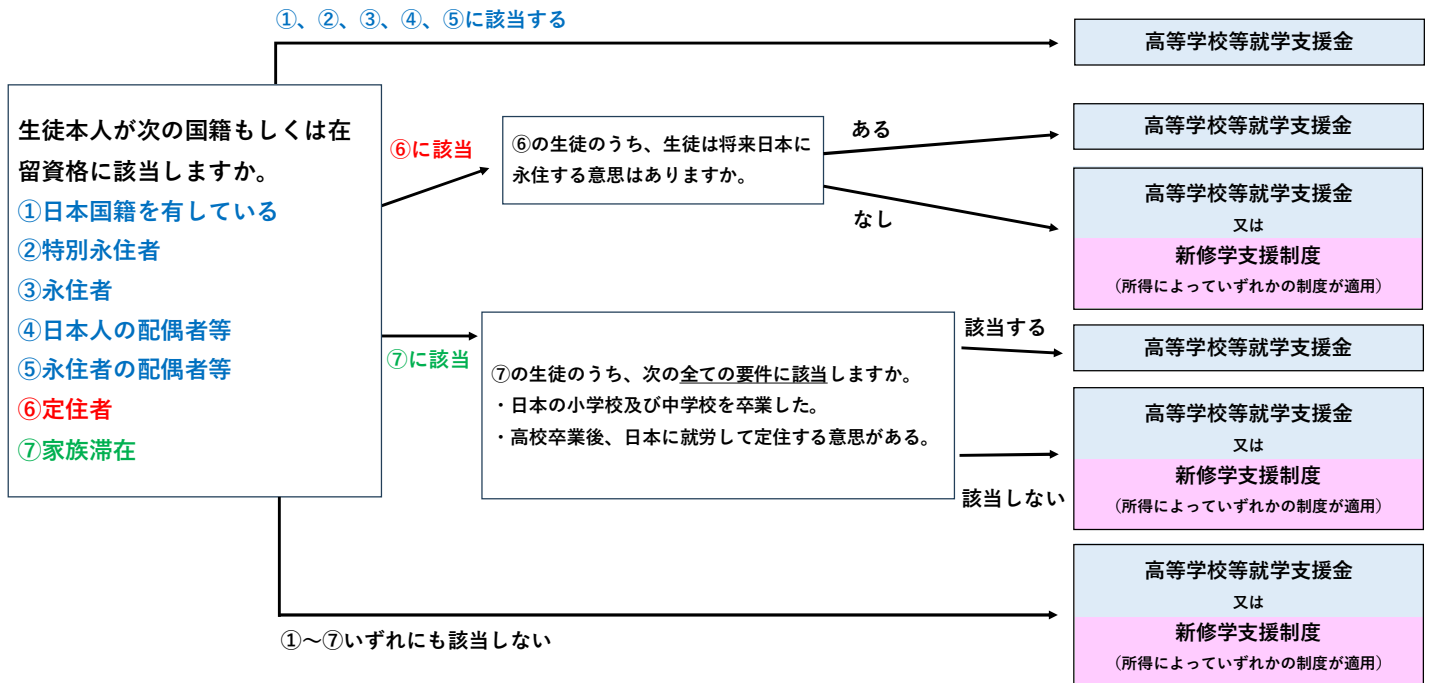 ①、②、③、④、⑤に該当する
高等学校等就学支援金
生徒本人が次の国籍もしくは在
留資格に該当しますか。
①日本国籍を有している
②特別永住者
③永住者
④日本人の配偶者等
⑤永住者の配偶者等
⑥定住者
⑦家族滞在
⑥に該当
⑥の生徒のうち、生徒は将来日本に
永住する意思はありますか。
ある
高等学校等就学支援金
なし
高等学校等就学支援金
又は
新修学支援制度
（所得によっていずれかの制度が適用）
⑦に該当
⑦の生徒のうち、次の全ての要件に該当しますか。
・日本の小学校及び中学校を卒業した。
・高校卒業後、日本に就労して定住する意思がある。
該当する
高等学校等就学支援金
該当しない
高等学校等就学支援金
又は
新修学支援制度
（所得によっていずれかの制度が適用）
①～⑦いずれにも該当しない
高等学校等就学支援金
又は
新修学支援制度
（所得によっていずれかの制度が適用）